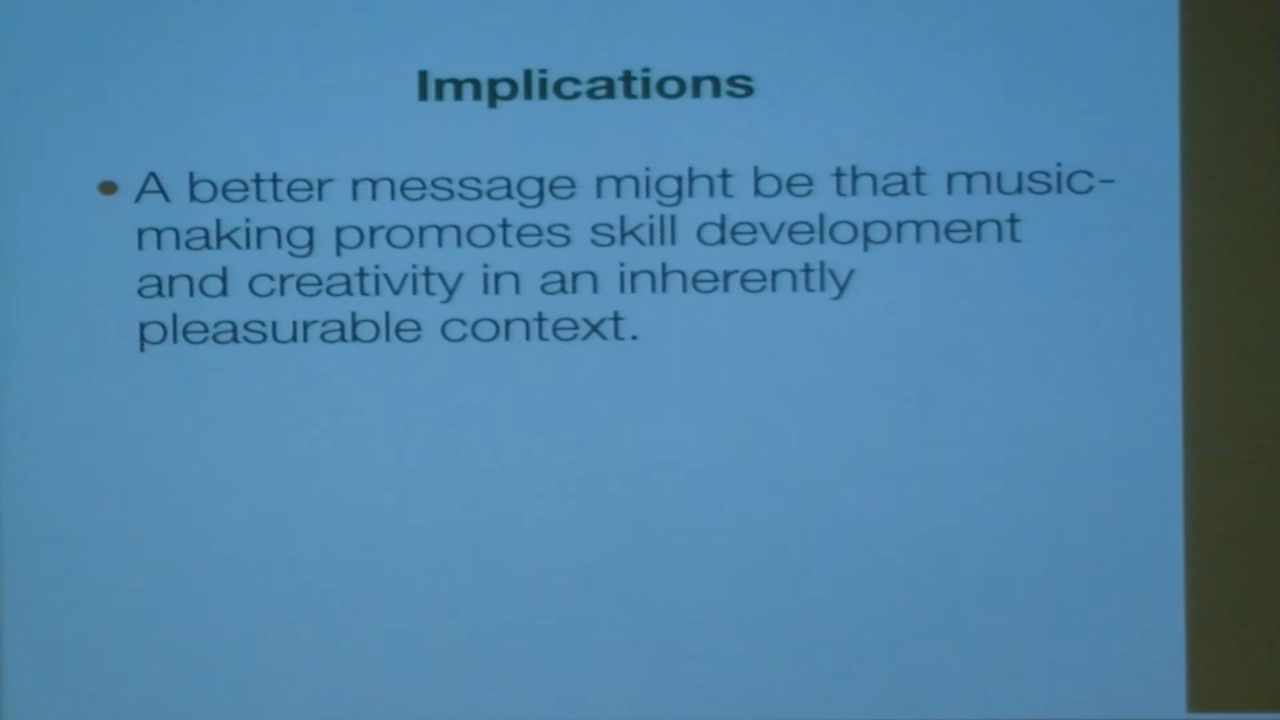 Implications
• A better message might be that music-
making promotes skill development
and creativity in an inherently
pleasurable context.